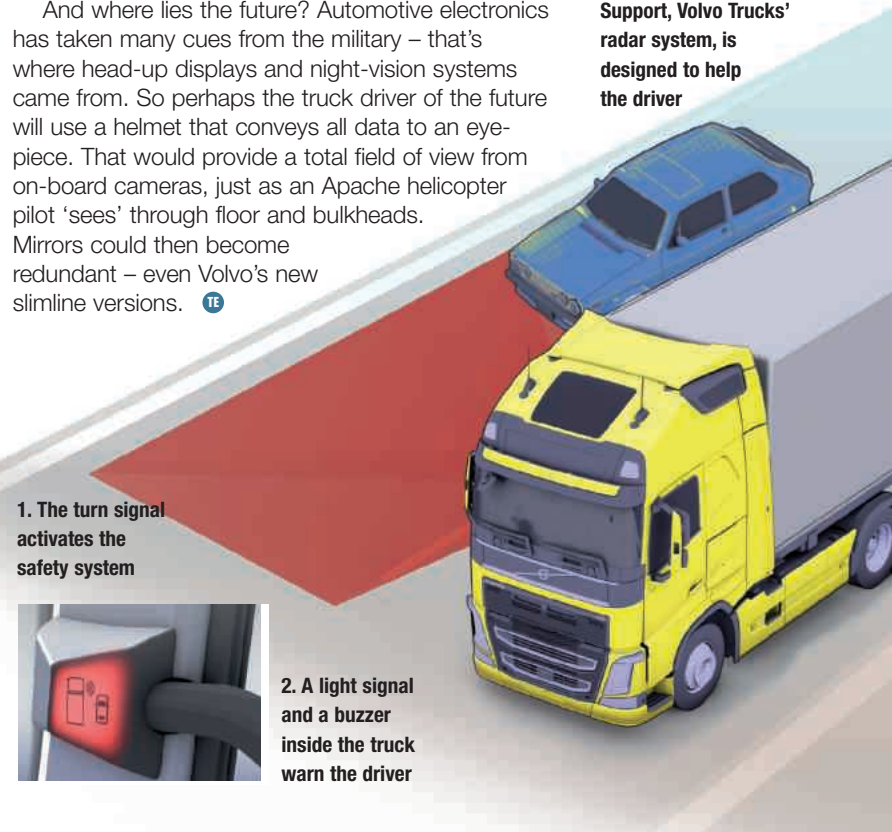 And where lies the future? Automotive electronics
has taken many cues from the military – that's
where head-up displays and night-vision systems
came from. So perhaps the truck driver of the future
will use a helmet that conveys all data to an eye-
piece. That would provide a total field of view from
on-board cameras, just as an Apache helicopter
pilot 'sees' through floor and bulkheads.
Mirrors could then become
redundant – even Volvo's new
slimline versions. TE
Support, Volvo Trucks'
radar system, is
designed to help
the driver
1. The turn signal
activates the
safety system
2. A light signal
and a buzzer
inside the truck
warn the driver